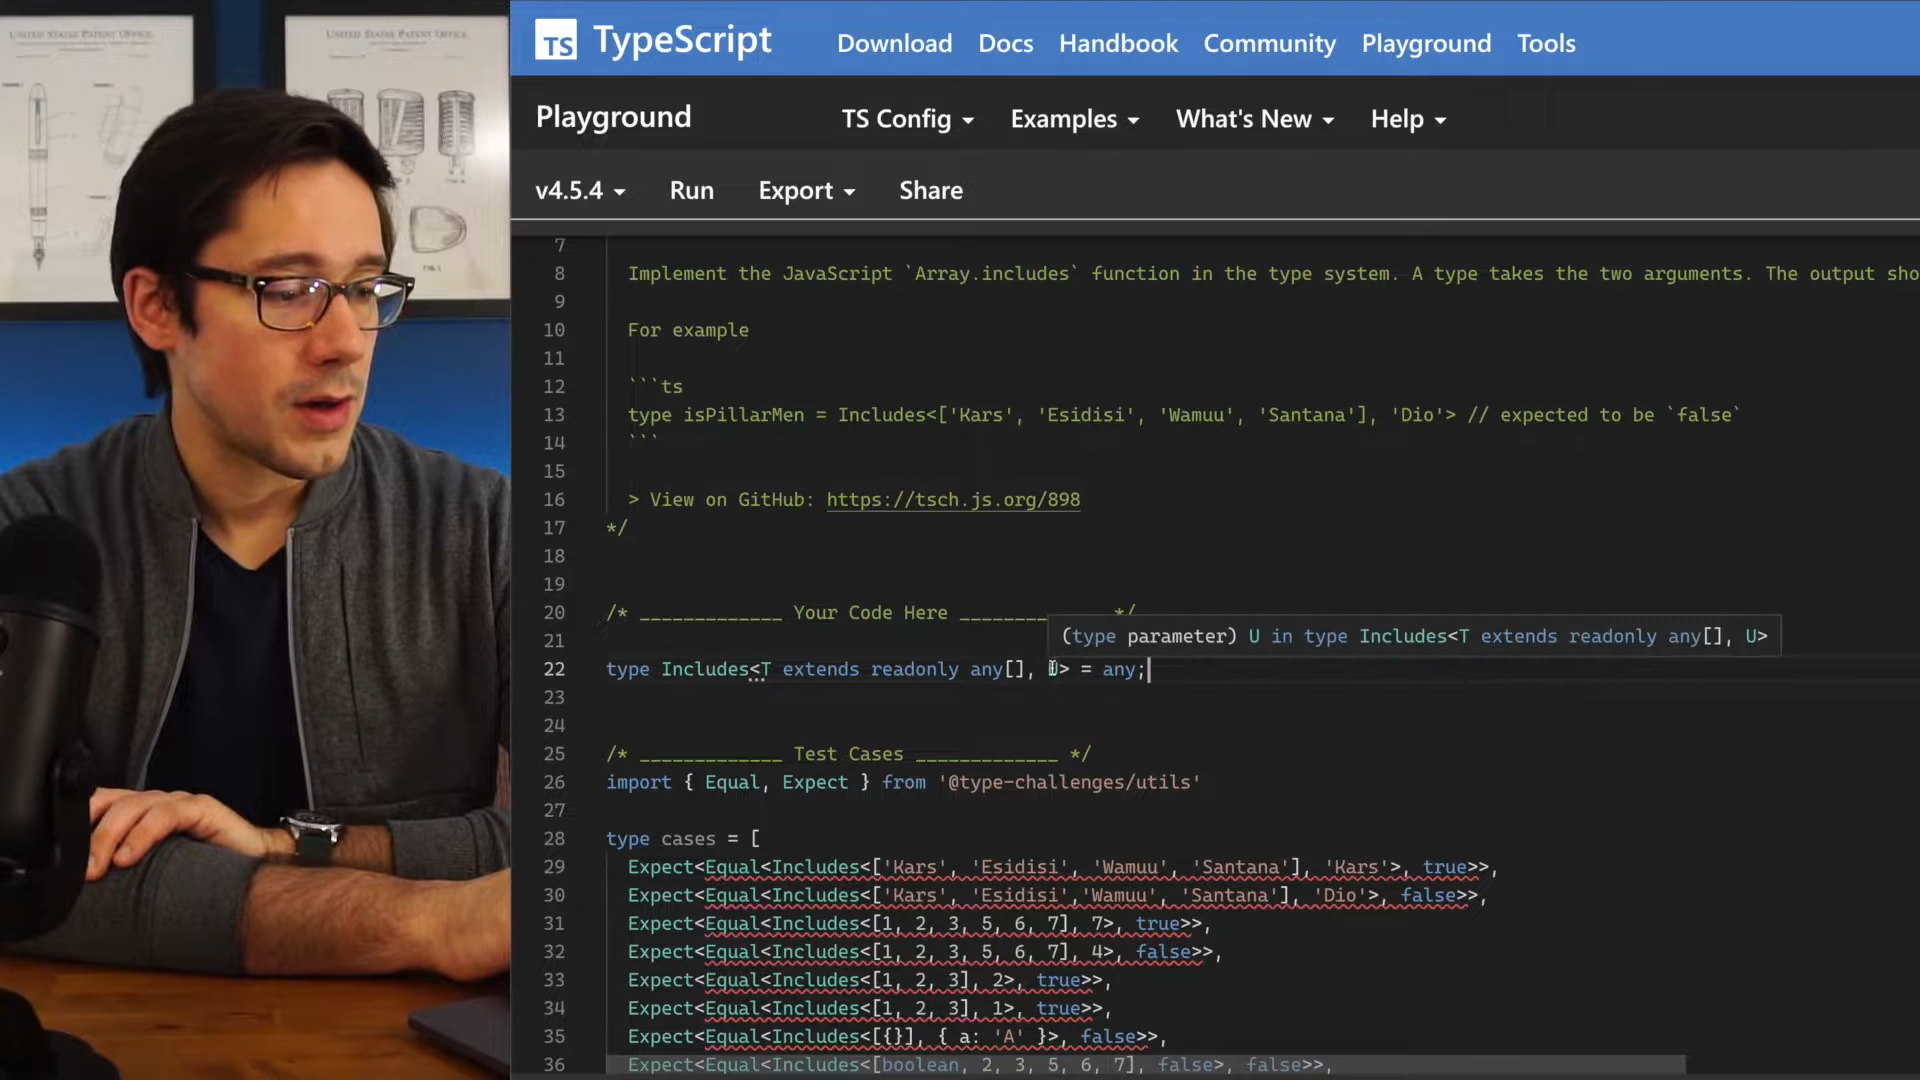 UNITED STATES PATENT OFFICE.
UNITED STATES PATENT OFFICE.
TS TypeScript
Download Docs Handbook Community Playground Tools
Playground
TS Config Examples What's New Help
v4.5.4 Run Export Share
7
8 Implement the JavaScript `Array.includes` function in the type system. A type takes the two arguments. The output sho
9
10 For example
11
12 ```ts
13 type isPillarMen = Includes<['Kars', 'Esidisi', 'Wamuu', 'Santana'], 'Dio'> // expected to be `false`
14 ```
15
16 > View on GitHub: https://tsch.js.org/898
17 */
18
19
20 /* _____________ Your Code Here ________ */
21 (type parameter) U in type Includes<T extends readonly any[], U>
22 type Includes<T extends readonly any[], U> = any;
23
24
25 /* _____________ Test Cases _____________ */
26 import { Equal, Expect } from '@type-challenges/utils'
27
28 type cases = [
29 Expect<Equal<Includes<['Kars', 'Esidisi', 'Wamuu', 'Santana'], 'Kars'>, true>>,
30 Expect<Equal<Includes<['Kars', 'Esidisi','Wamuu', 'Santana'], 'Dio'>, false>>,
31 Expect<Equal<Includes<[1, 2, 3, 5, 6, 7], 7>, true>>,
32 Expect<Equal<Includes<[1, 2, 3, 5, 6, 7], 4>, false>>,
33 Expect<Equal<Includes<[1, 2, 3], 2>, true>>,
34 Expect<Equal<Includes<[1, 2, 3], 1>, true>>,
35 Expect<Equal<Includes<[{}], { a: 'A' }>, false>>,
36 Expect<Equal<Includes<[boolean, 2, 3, 5, 6, 7], false>, false>>,